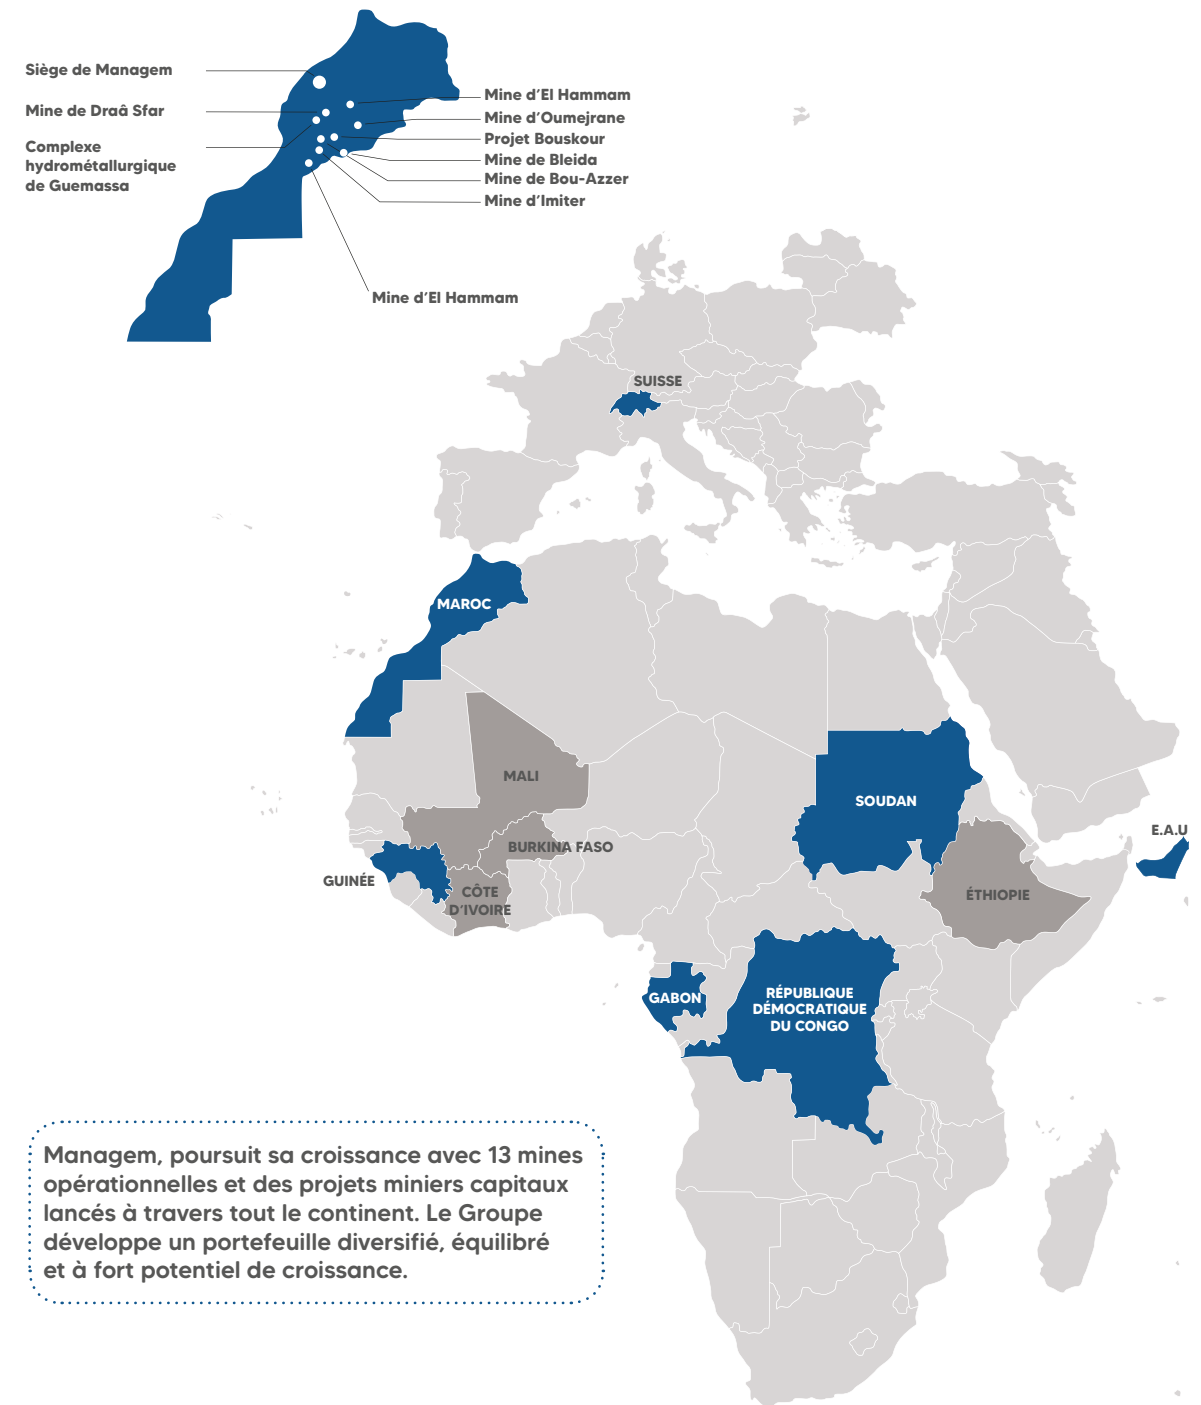 Siège de Managem
Mine de Draâ Sfar
Complexe
hydrométallurgique
de Guemassa
Mine d'El Hammam
Mine d'Oumejrane
Projet Bouskour
Mine de Bleida
Mine de Bou-Azzer
Mine d'Imiter
Mine d'El Hammam
SUISSE
MAROC
MALI
SOUDAN
BURKINA FASO
E.A.U
GUINÉE
CÔTE
D'IVOIRE
ÉTHIOPIE
GABON
RÉPUBLIQUE
DÉMOCRATIQUE
DU CONGO
Managem, poursuit sa croissance avec 13 mines
opérationnelles et des projets miniers capitaux
lancés à travers tout le continent. Le Groupe
développe un portefeuille diversifié, équilibré
et à fort potentiel de croissance.